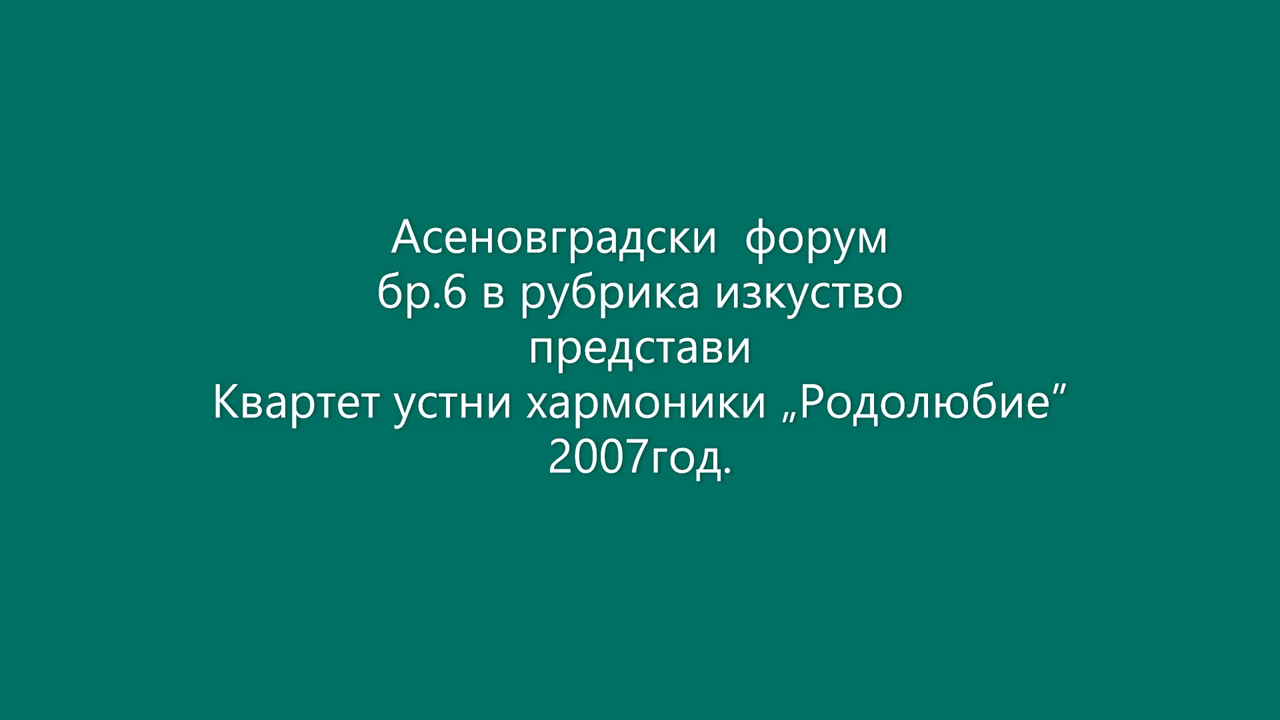 Асеновградски  форум
бр.6 в рубрика изкуство
представи
Квартет устни хармоники „Родолюбие”
2007год.